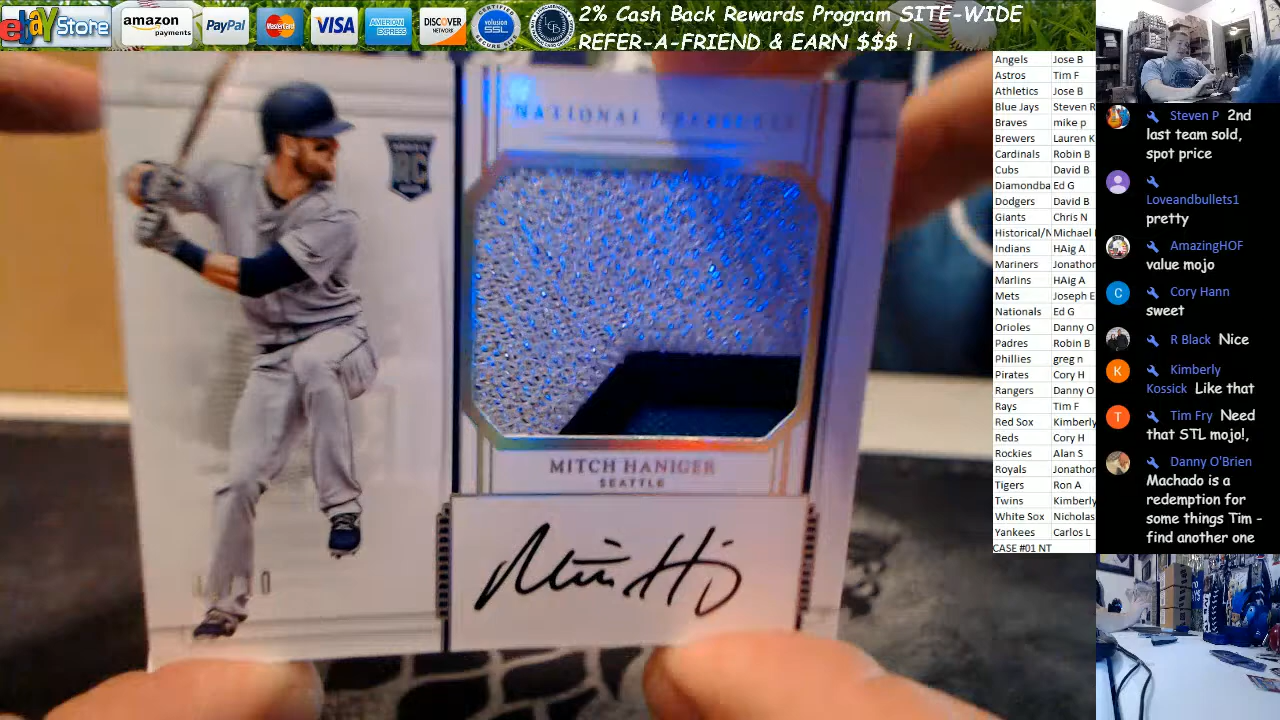 ebay Store
amazon
payments
PayPal
MasterCard
VISA
AMERICAN
EXPRESS
DISCOVER
NETWORK
volusion
SSL
2% Cash Back Rewards Program SITE-WIDE
REFER-A-FRIEND & EARN $$$ !
Angels Jose B
Astros Tim F
Athletics Jose B
Blue Jays Steven R
Braves mike p
Brewers Lauren K
Cardinals Robin B
Cubs David B
Diamondba Ed G
Dodgers David B
Giants Chris N
Historical/N Michael
Indians HAig A
Mariners Jonathon
Marlins HAig A
Mets Joseph E
Nationals Ed G
Orioles Danny O
Padres Robin B
Phillies greg n
Pirates Cory H
Rangers Danny O
Rays Tim F
Red Sox Kimberly
Reds Cory H
Rockies Alan S
Royals Jonathon
Tigers Ron A
Twins Kimberly
White Sox Nicholas
Yankees Carlos L
CASE #01 NT
Steven P 2nd
last team sold,
spot price
Loveandbullets1
pretty
AmazingHOF
value mojo
C Cory Hann
sweet
R Black Nice
K Kimberly
Kossick Like that
T Tim Fry Need
that STL mojo!,
Danny O'Brien
Machado is a
redemption for
some things Tim -
find another one
RC
NATIONAL
MITCH HANIGER
SEATTLE